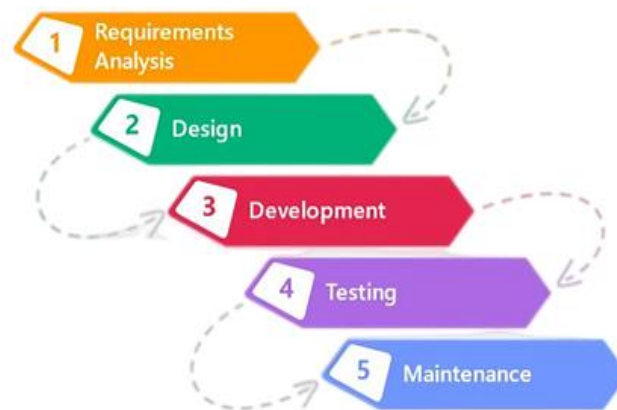 1 Requirements
Analysis
2 Design
3 Development
4 Testing
5 Maintenance